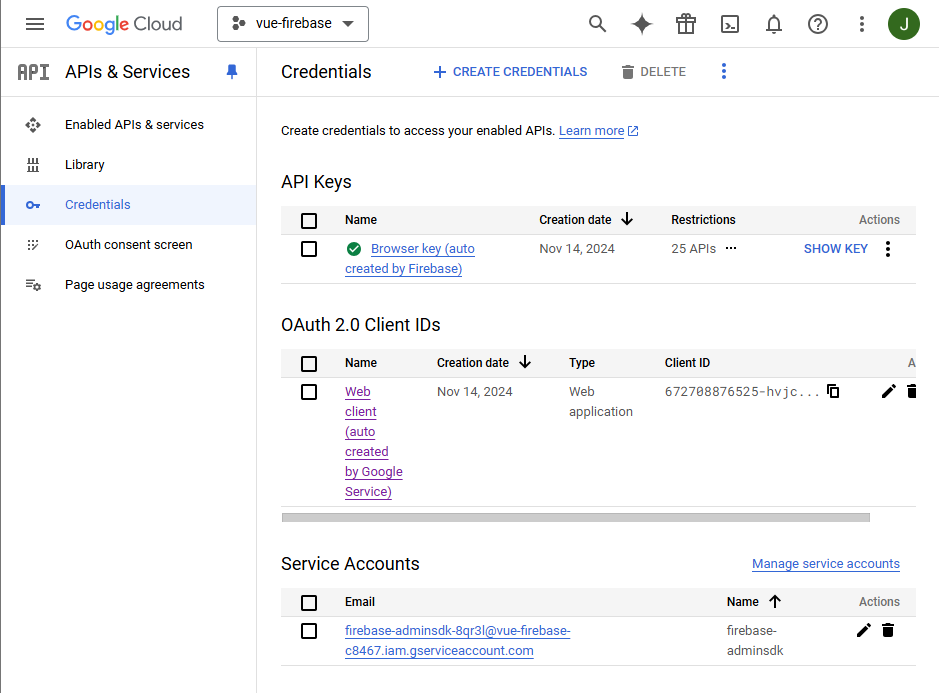 Google Cloud
vue-firebase
J
API APIs & Services
Credentials
CREATE CREDENTIALS
DELETE
Enabled APIs & services
Library
Credentials
OAuth consent screen
Page usage agreements
Create credentials to access your enabled APIs. Learn more
API Keys
Name Creation date Restrictions Actions
Browser key (auto Nov 14, 2024 25 APIs SHOW KEY
created by Firebase)
OAuth 2.0 Client IDs
Name Creation date Type Client ID A
Web Nov 14, 2024 Web 672708876525-hvjc...
client application
(auto
created
by Google
Service)
Service Accounts Manage service accounts
Email Name Actions
firebase-adminsdk-8qr3l@vue-firebase- firebase-
c8467.iam.gserviceaccount.com adminsdk